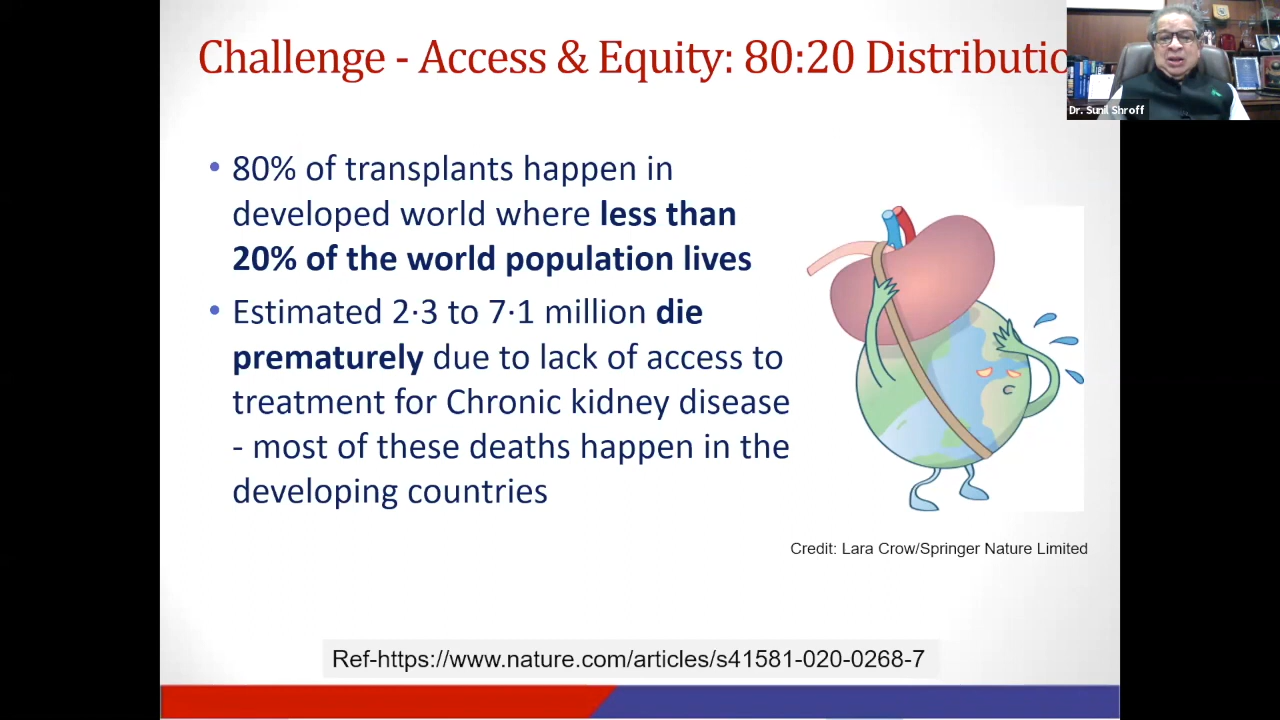 Challenge - Access & Equity: 80:20 Distributio
Dr. Sunil Shroff
• 80% of transplants happen in
developed world where less than
20% of the world population lives
• Estimated 2·3 to 7·1 million die
prematurely due to lack of access to
treatment for Chronic kidney disease
- most of these deaths happen in the
developing countries
Credit: Lara Crow/Springer Nature Limited
Ref-https://www.nature.com/articles/s41581-020-0268-7